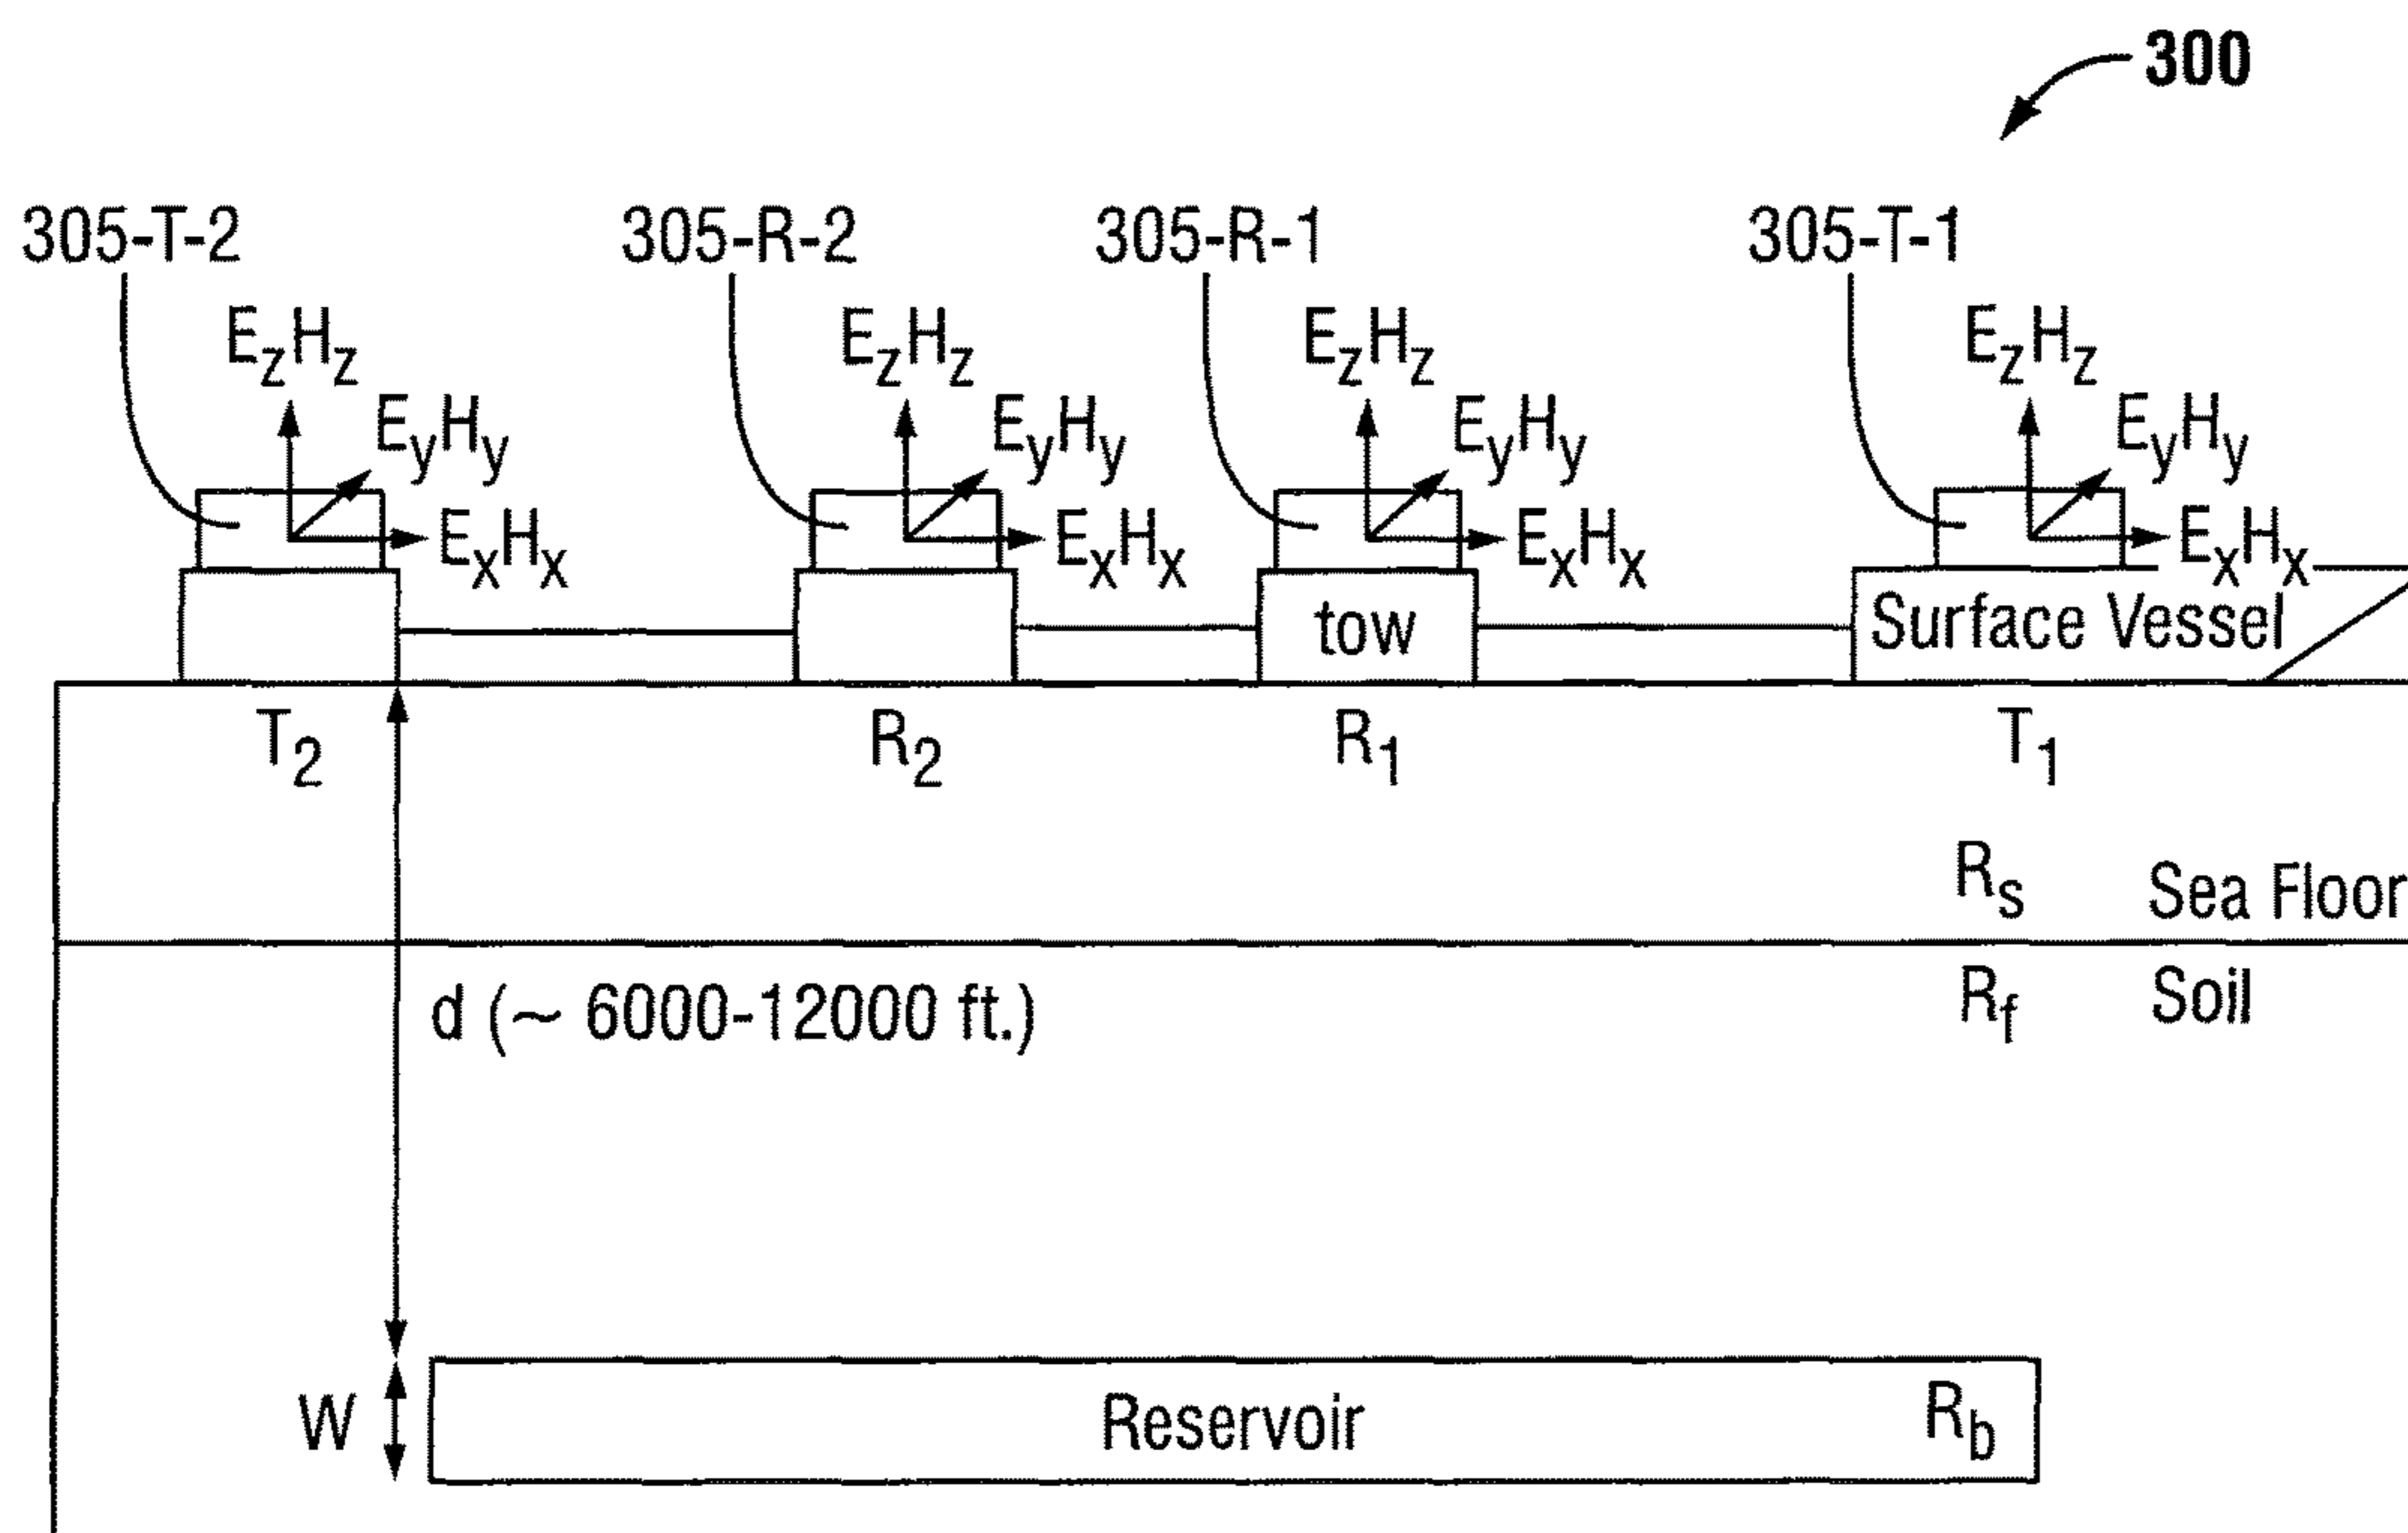 300
305-T-2 305-R-2 305-R-1 305-T-1
EzHz EzHz EzHz EzHz
EyHy EyHy EyHy EyHy
ExHx ExHx ExHx ExHx
tow Surface Vessel
T2 R2 R1 T1
Rs Sea Floor
d (~ 6000-12000 ft.) Rf Soil
W Reservoir Rb